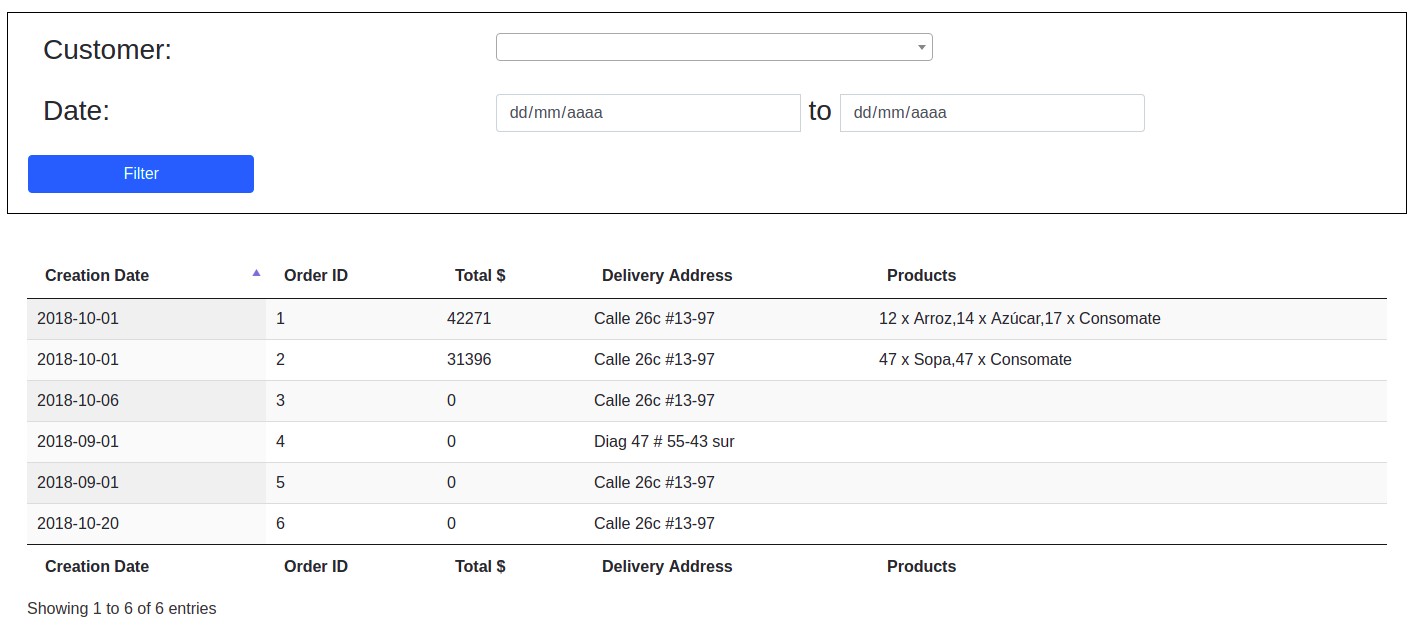 Customer:
Date: dd/mm/aaaa to dd/mm/aaaa
Filter
Creation Date Order ID Total $ Delivery Address Products
2018-10-01 1 42271 Calle 26c #13-97 12 x Arroz,14 x Azúcar,17 x Consomate
2018-10-01 2 31396 Calle 26c #13-97 47 x Sopa,47 x Consomate
2018-10-06 3 0 Calle 26c #13-97
2018-09-01 4 0 Diag 47 # 55-43 sur
2018-09-01 5 0 Calle 26c #13-97
2018-10-20 6 0 Calle 26c #13-97
Creation Date Order ID Total $ Delivery Address Products
Showing 1 to 6 of 6 entries